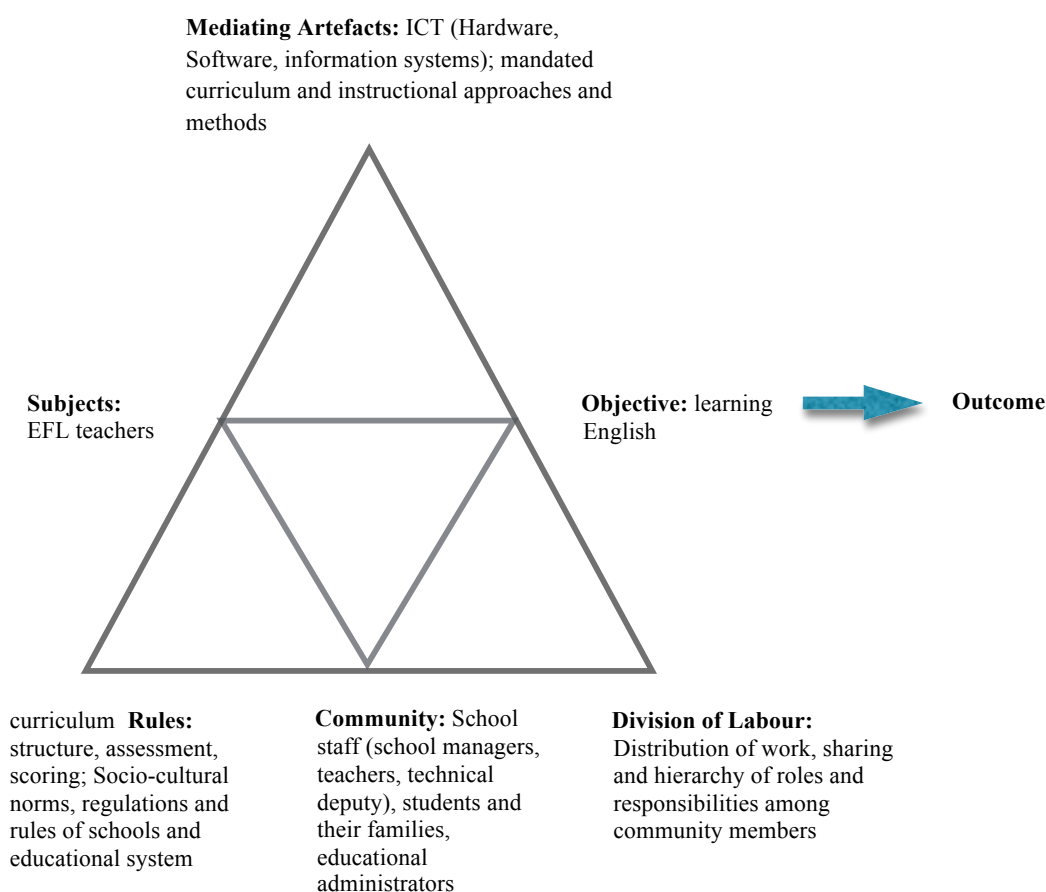 Mediating Artefacts: ICT (Hardware,
Software, information systems); mandated
curriculum and instructional approaches and
methods
Subjects:
EFL teachers
Objective: learning
English
Outcome
curriculum Rules:
structure, assessment,
scoring; Socio-cultural
norms, regulations and
rules of schools and
educational system
Community: School
staff (school managers,
teachers, technical
deputy), students and
their families,
educational
administrators
Division of Labour:
Distribution of work, sharing
and hierarchy of roles and
responsibilities among
community members